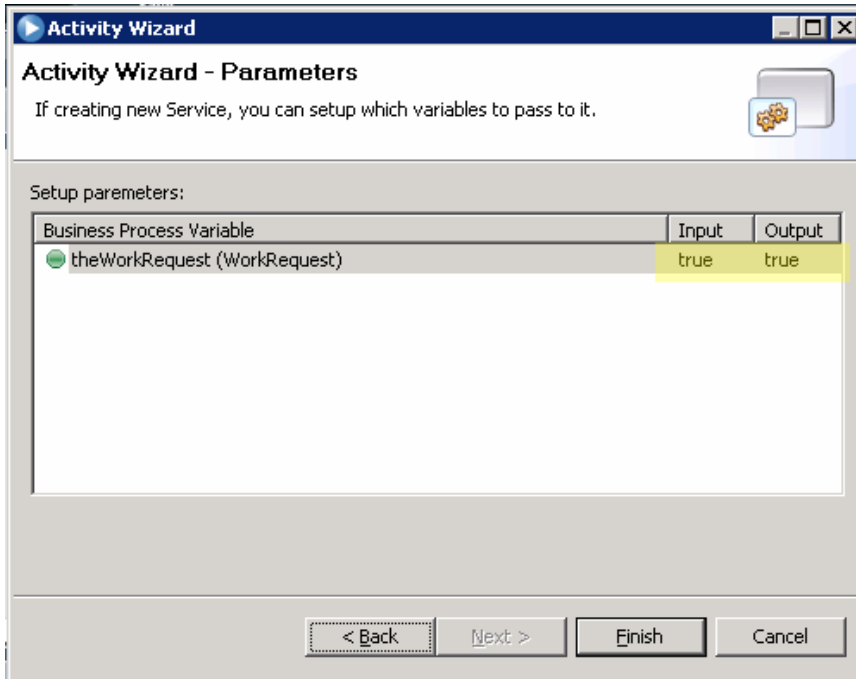 Activity Wizard
Activity Wizard - Parameters
If creating new Service, you can setup which variables to pass to it.
Setup paremeters:
Business Process Variable Input Output
theWorkRequest (WorkRequest) true true
< Back Next > Finish Cancel